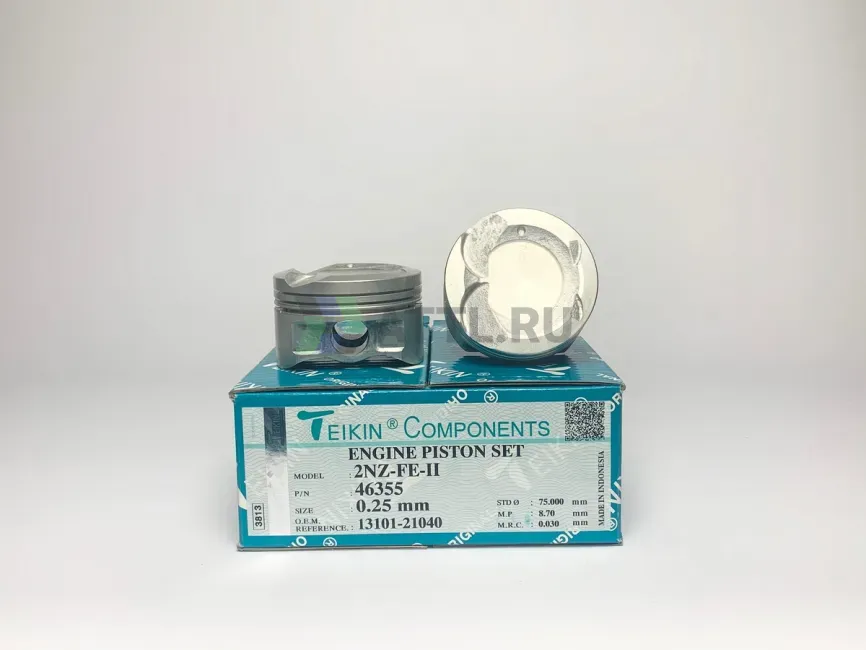 TTL.RU
TEIKIN® COMPONENTS
ENGINE PISTON SET
MODEL : 2NZ-FE-II
P/N : 46355
SIZE : 0.25 mm
O.E.M.
REFERENCE. : 13101-21040
STD Ø : 75.000 mm
M.P. : 8.70 mm
M.R.C. : 0.030 mm
MADE IN INDONESIA
3813